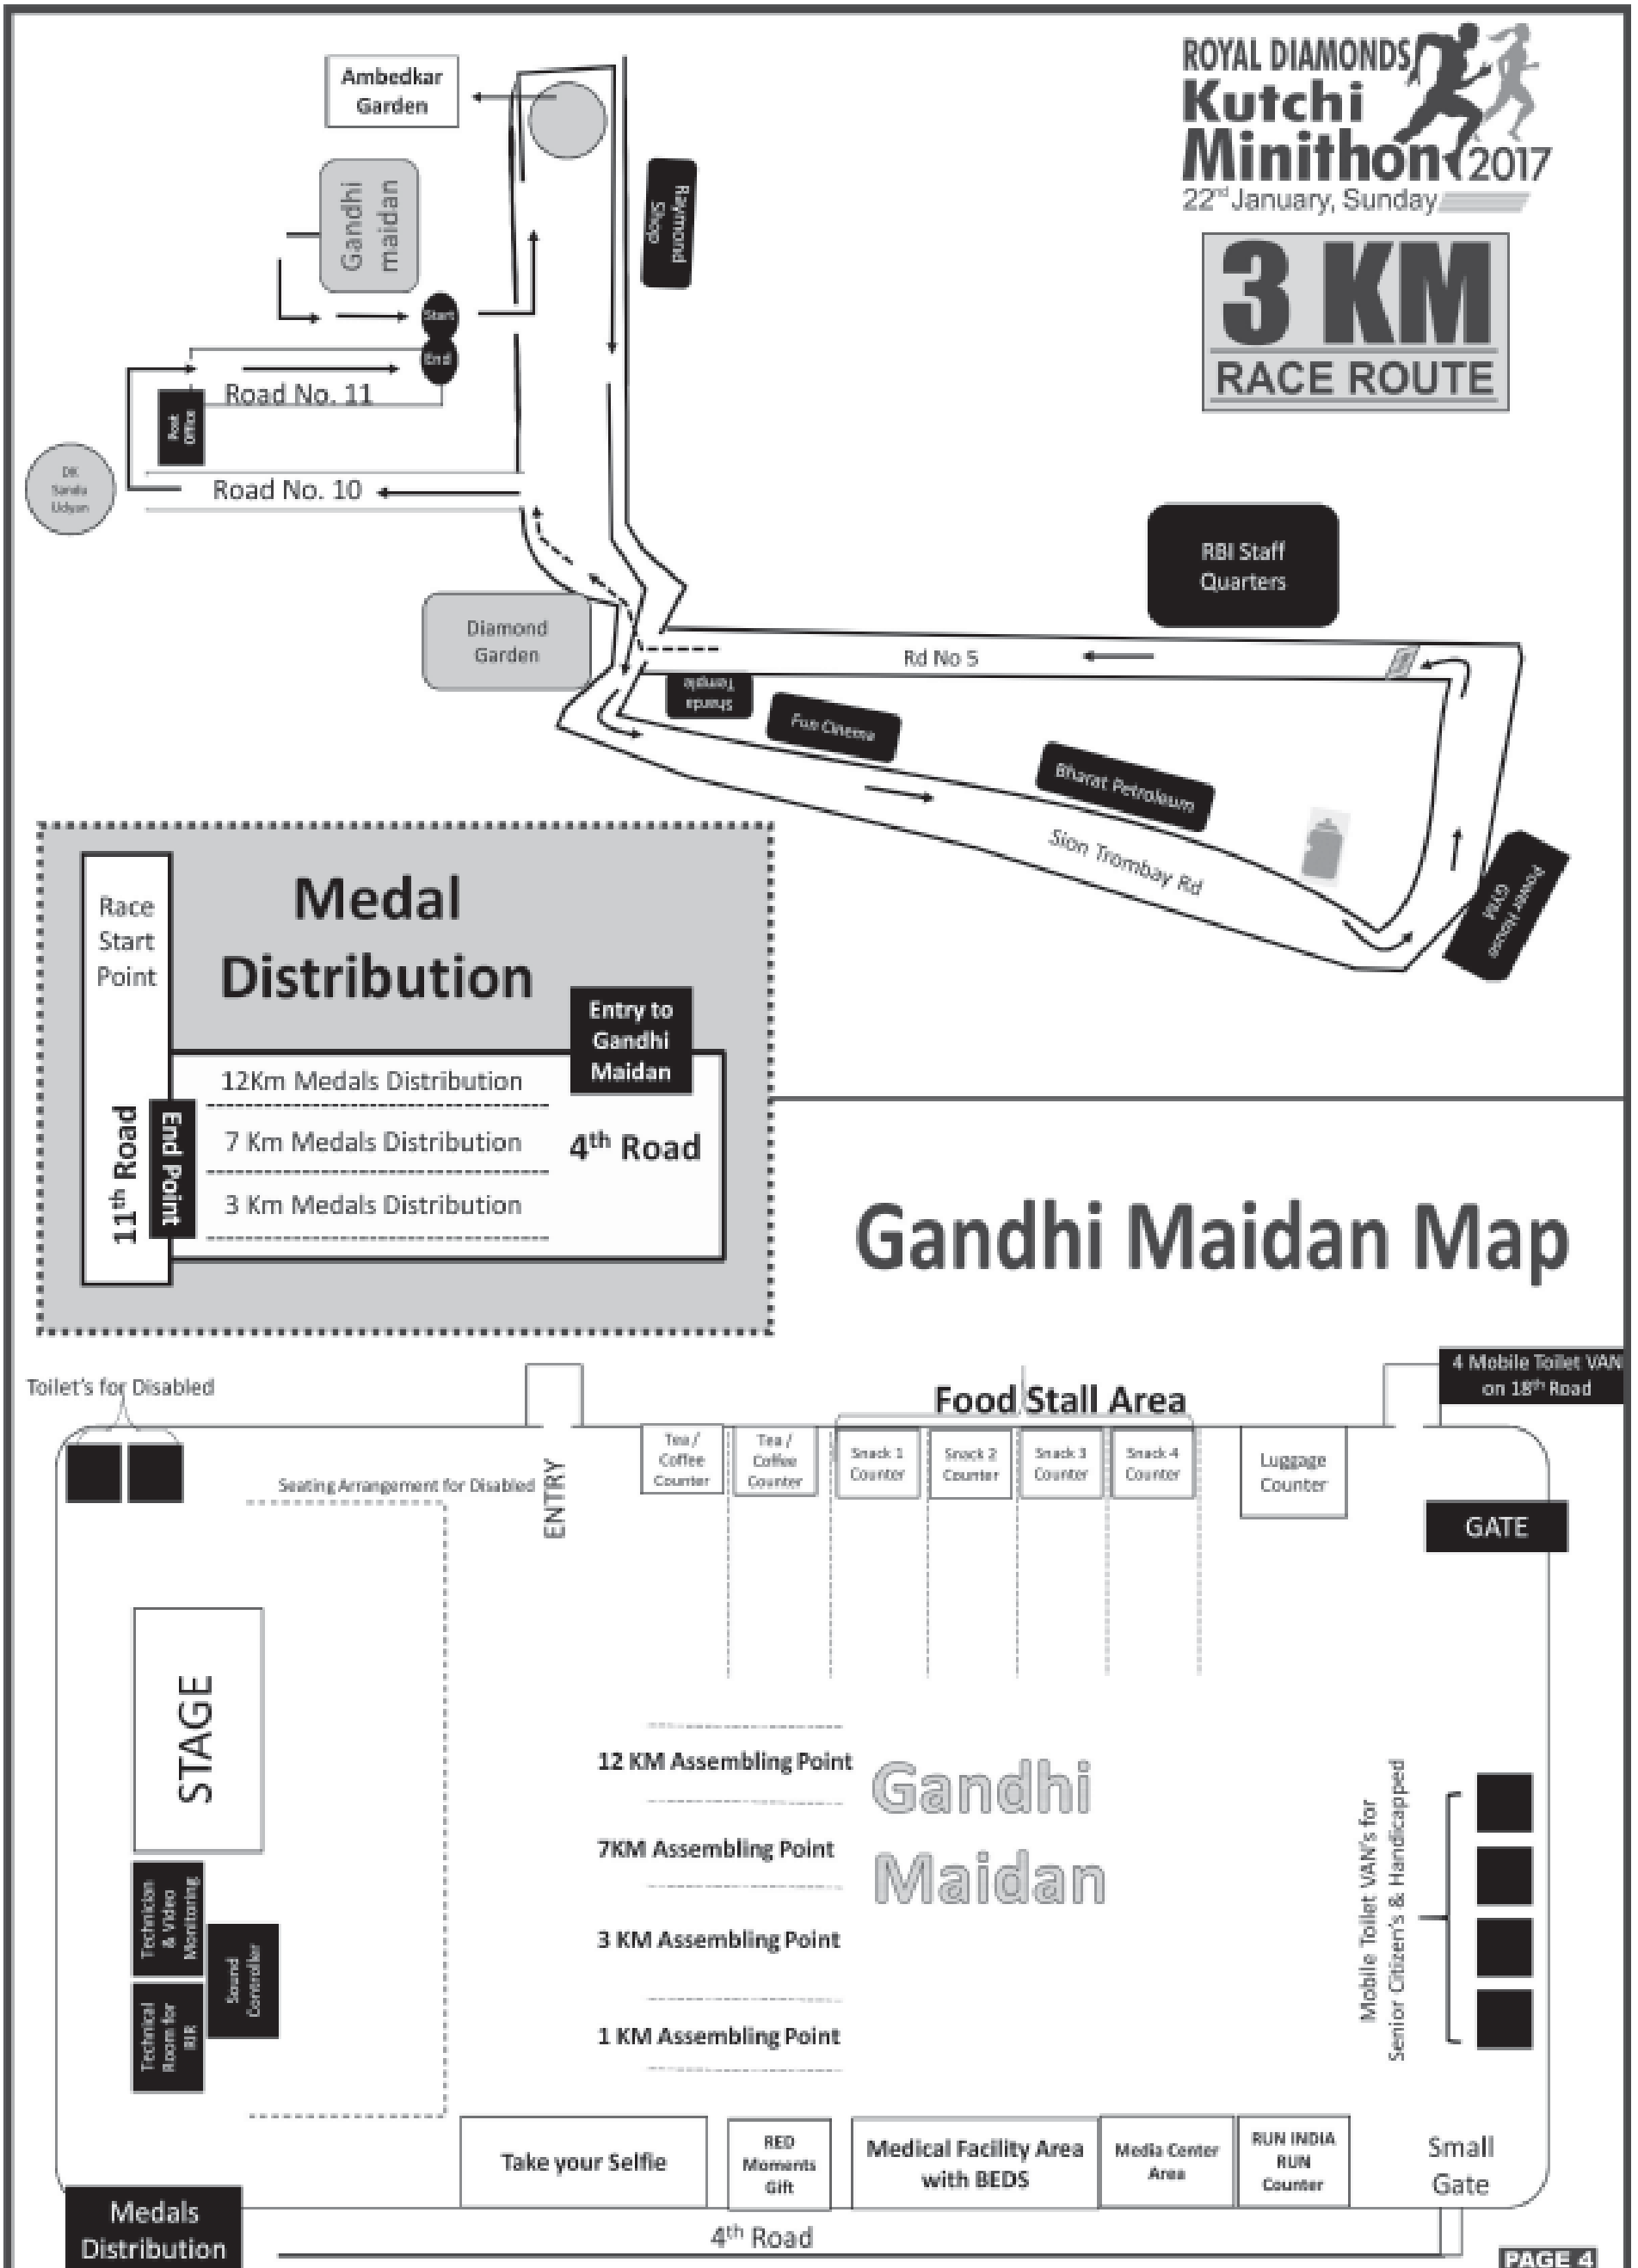 ROYAL DIAMONDS
Kutchi
Minithon 2017
22nd January, Sunday
3 KM
RACE ROUTE
Ambedkar
Garden
Gandhi
maidan
Raymond
Shop
Start
End
Road No. 11
Post
Office
DK
Sandu
Udyan
Road No. 10
RBI Staff
Quarters
Diamond
Garden
Rd No 5
Sharda
Temple
Fun Cinema
Bharat Petroleum
Sion Trombay Rd
Power House
GYM
Medal
Distribution
Race
Start
Point
11th Road
End Point
Entry to
Gandhi
Maidan
12Km Medals Distribution
7 Km Medals Distribution
3 Km Medals Distribution
4th Road
Gandhi Maidan Map
Toilet's for Disabled
Seating Arrangement for Disabled
ENTRY
Food Stall Area
Tea /
Coffee
Counter
Tea /
Coffee
Counter
Snack 1
Counter
Snack 2
Counter
Snack 3
Counter
Snack 4
Counter
Luggage
Counter
4 Mobile Toilet VAN
on 18th Road
GATE
STAGE
Technician
& Video
Monitoring
Sound
Controller
Technical
Room for
RIR
12 KM Assembling Point
7KM Assembling Point
3 KM Assembling Point
1 KM Assembling Point
Gandhi
Maidan
Mobile Toilet VAN's for
Senior Citizen's & Handicapped
Take your Selfie
RED
Moments
Gift
Medical Facility Area
with BEDS
Media Center
Area
RUN INDIA
RUN
Counter
Small
Gate
Medals
Distribution
4th Road
PAGE 4